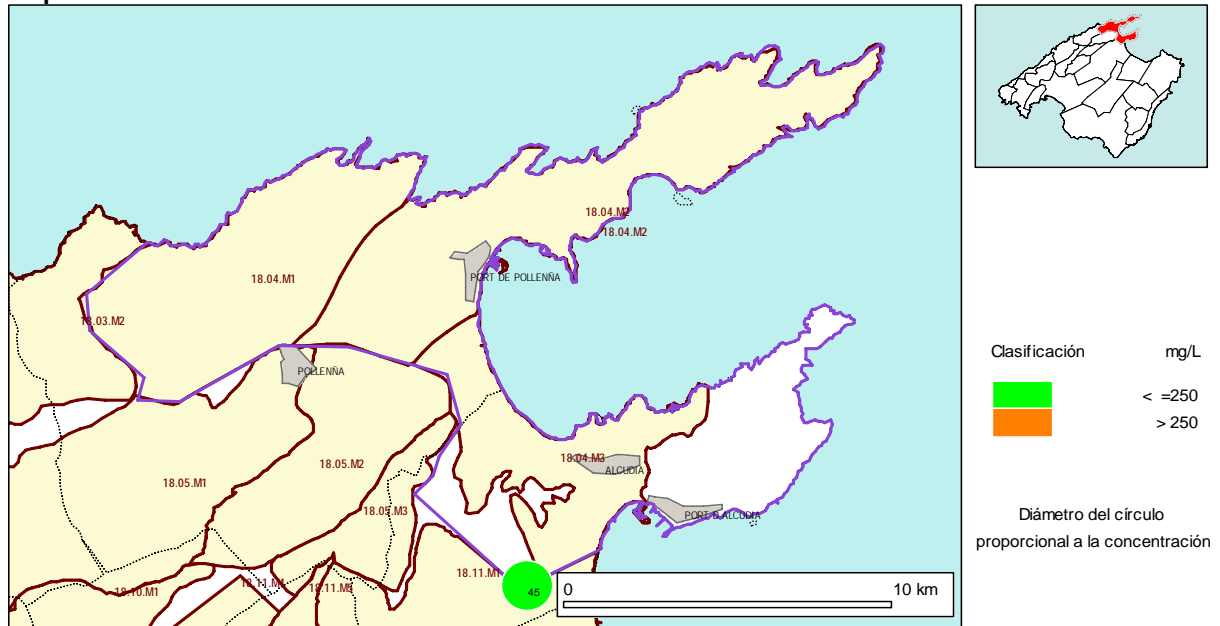 18.04.M2
18.04.M2
PORT DE POLLENÑA
18.04.M1
18.03.M2
POLLENÑA
18.04.M3
ALCUDIA
18.05.M2
18.05.M1
18.05.M3
PORT D'ALCUDIA
18.11.M1
18.10.M1
18.11.M4
18.11.M5
45
0
10 km
Clasificación mg/L
< =250
> 250
Diámetro del círculo
proporcional a la concentración